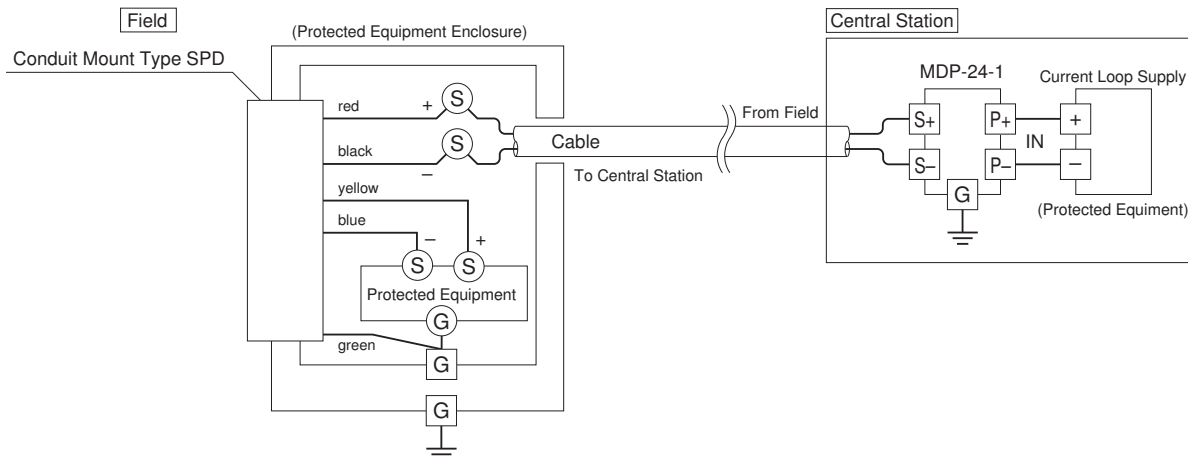 Field
Central Station
(Protected Equipment Enclosure)
Conduit Mount Type SPD
MDP-24-1
Current Loop Supply
red
+
S
From Field
S+
P+
+
Cable
IN
black
S
–
To Central Station
S–
P–
–
yellow
G
(Protected Equiment)
blue
–
+
S
S
Protected Equipment
G
green
G
G